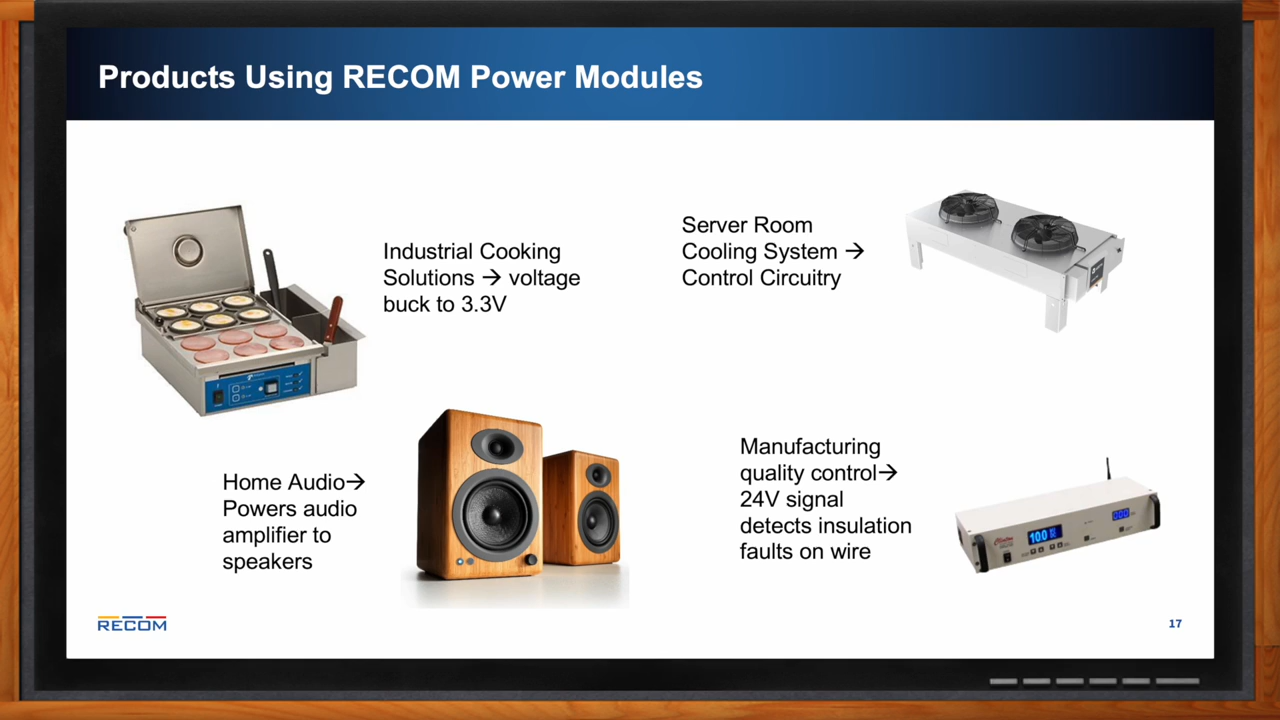 Products Using RECOM Power Modules
Industrial Cooking
Solutions → voltage
buck to 3.3V
Server Room
Cooling System →
Control Circuitry
Home Audio→
Powers audio
amplifier to
speakers
Manufacturing
quality control→
24V signal
detects insulation
faults on wire
100
000
RECOM
17